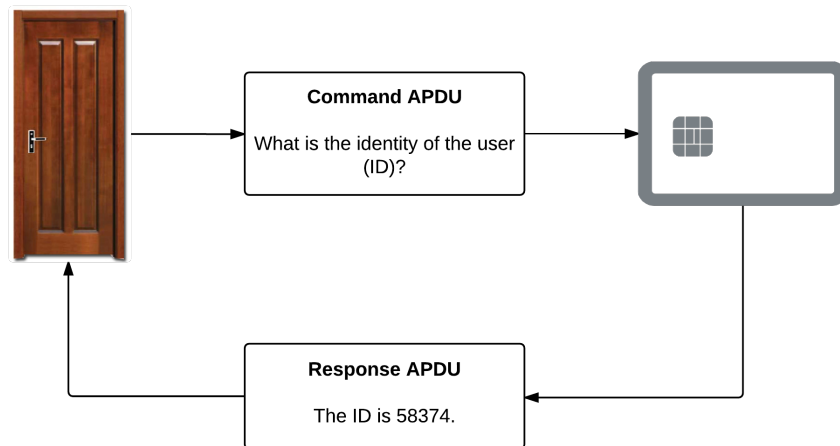 Command APDU
What is the identity of the user
(ID)?
Response APDU
The ID is 58374.